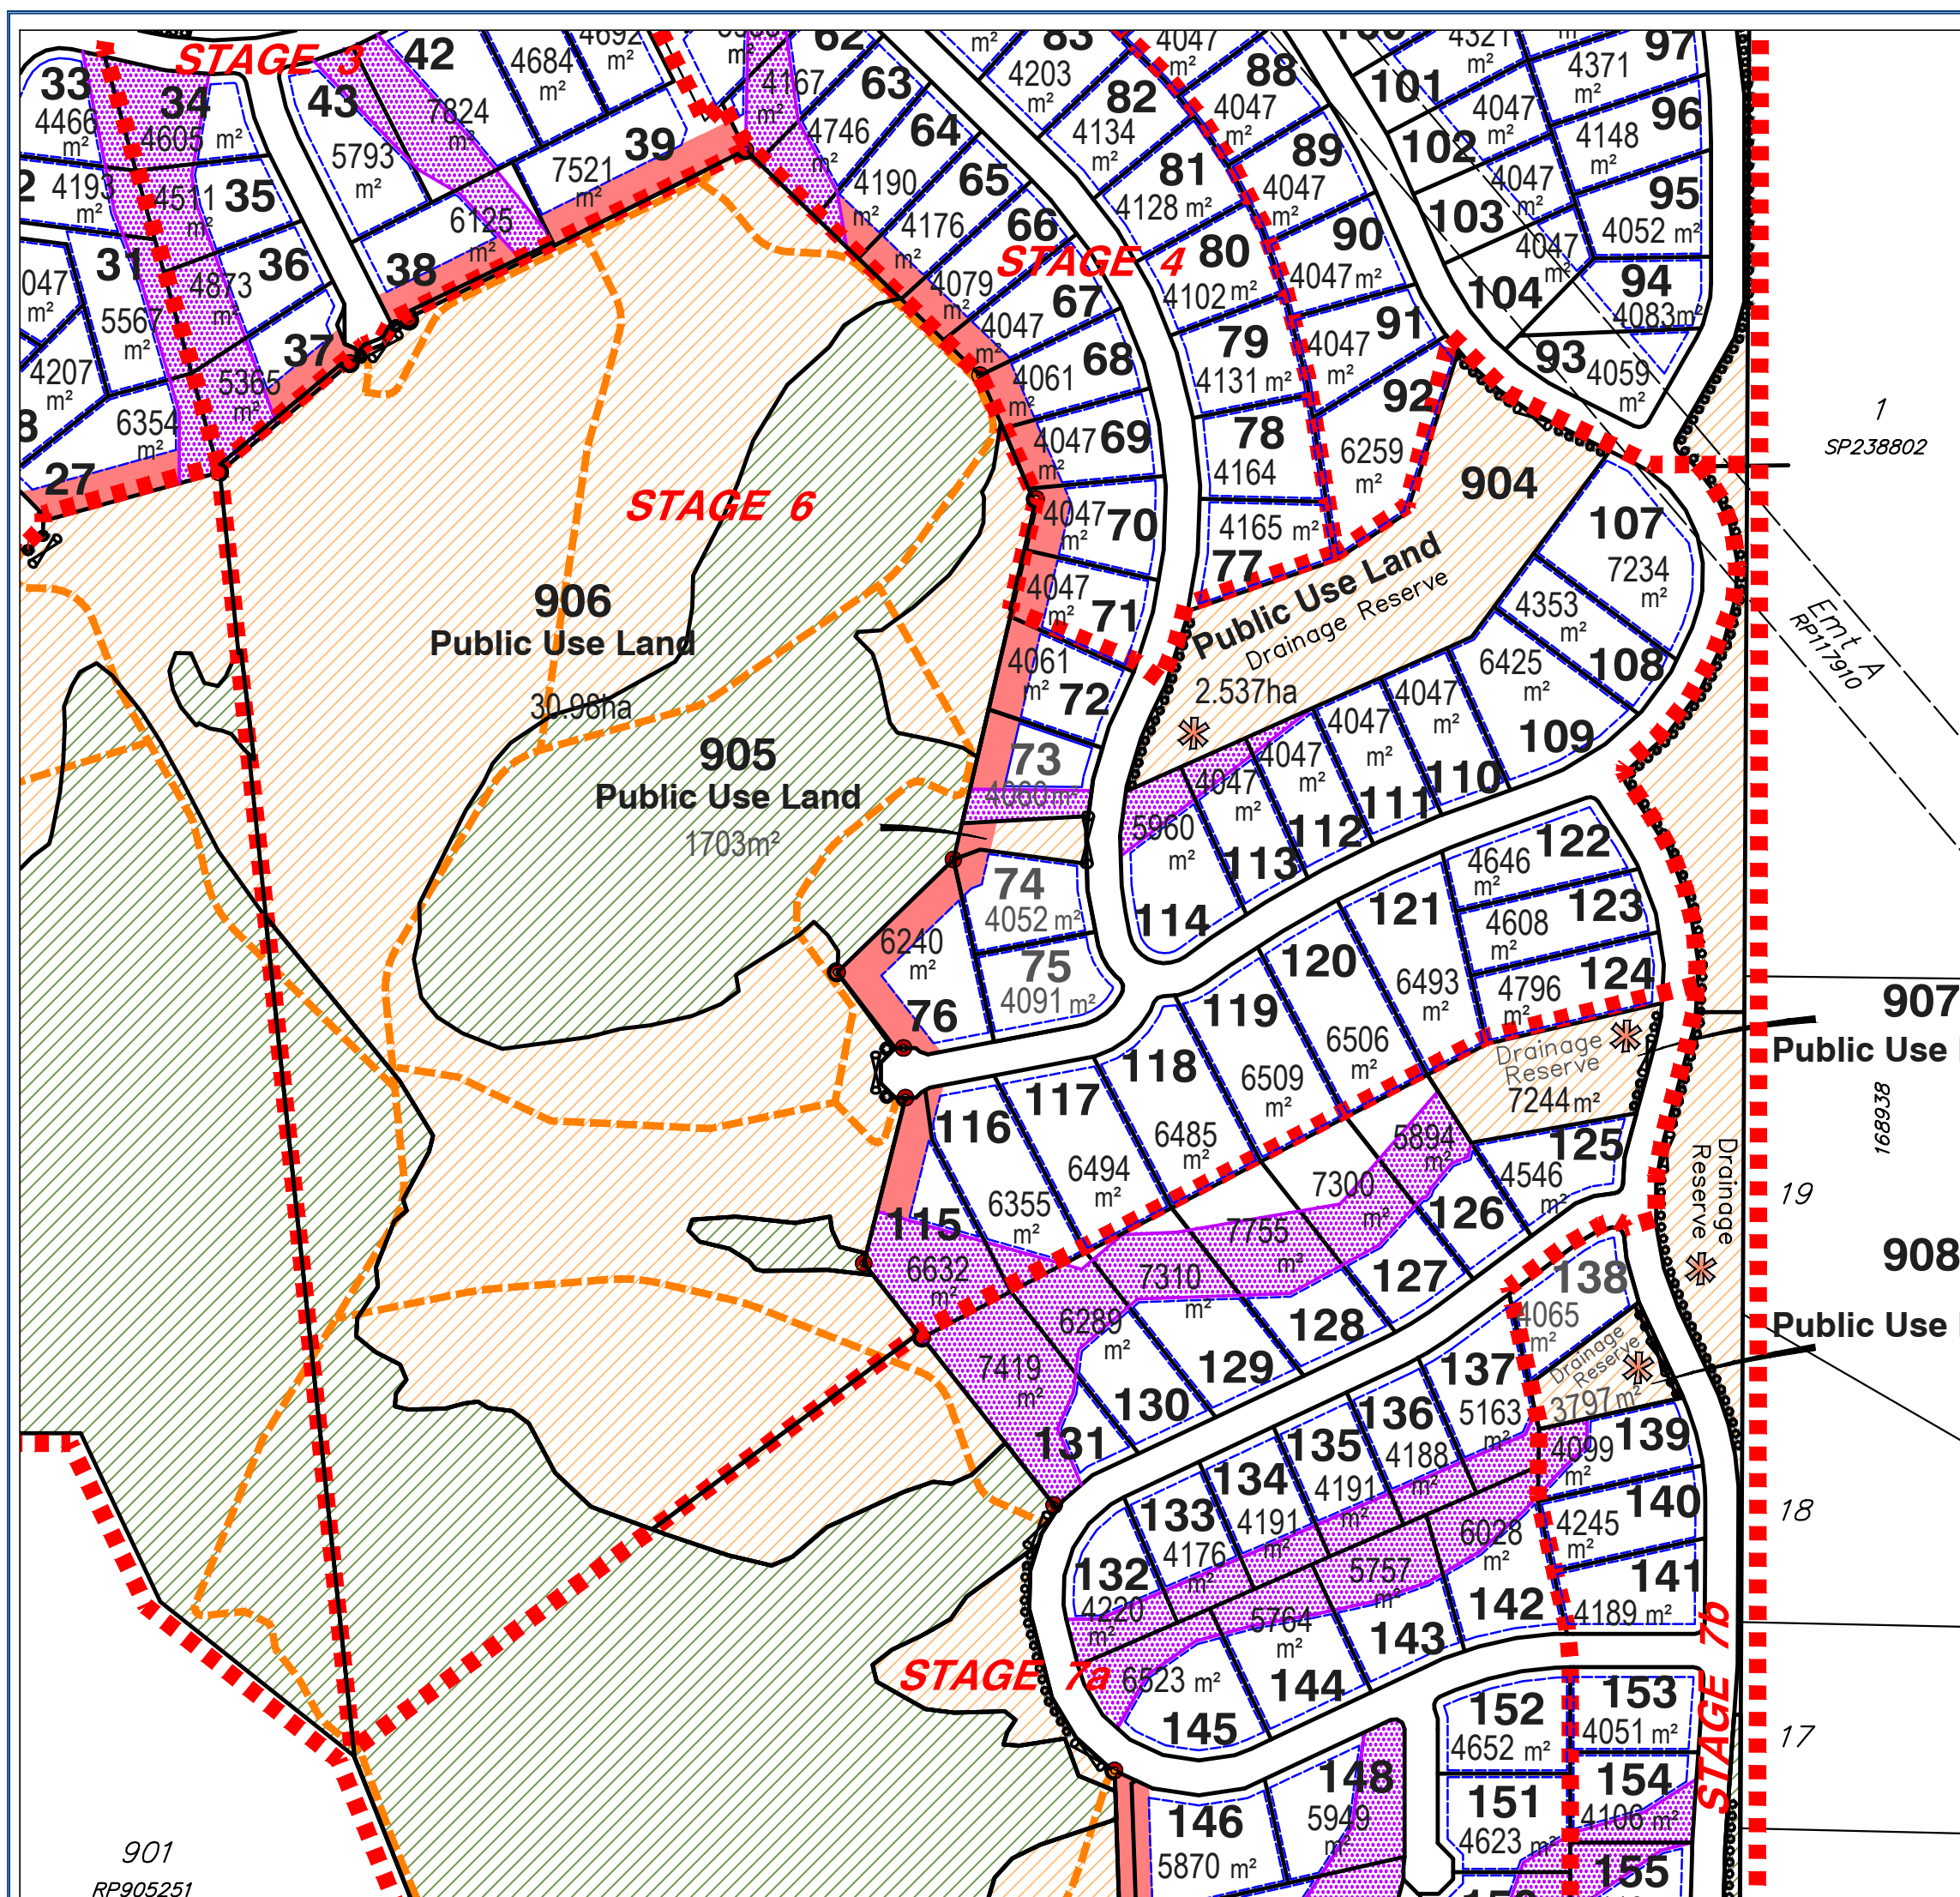 STAGE 3
33
4466
m²
34
4605 m²
43
5793
m²
42
7824
m²
4684
m²
4692
m²
39
7521
m²
4193
m²
4511
m²
35
6125
m²
38
31
5567
m²
36
4873
m²
37
5365
m²
047
m²
4207
m²
6354
m²
27
62
4167
m²
63
4746
m²
64
4190
m²
65
4176
m²
66
4079
m²
STAGE 4
67
4047
m²
68
4061
m²
4047 69
m²
4047 70
m²
4047
m²
71
4061
m²
72
73
4060m²
m²
83
4203
m²
82
4134
m²
81
4128 m²
80
4102 m²
79
4131 m²
78
4164
4165 m²
77
4047
m²
88
4047
m²
89
4047
m²
90
4047m²
91
4047
m²
92
6259
m²
101
4321
m²
102
4047
m²
103
4047
m²
104
4047
m²
97
4371
m²
96
4148
m²
95
4052 m²
94
4083m²
93
4059
m²
1
SP238802
904
Public Use Land
Drainage Reserve
2.537ha
107
7234
m²
4353
m²
108
6425
m²
109
4047
m²
110
4047
m²
111
4047
m²
112
4047
m²
113
5960
m²
114
Emt A
RP117910
STAGE 6
906
Public Use Land
30.98ha
905
Public Use Land
1703m²
74
4052 m²
75
4091 m²
6240
m²
76
122
4646
m²
123
4608
m²
124
4796
m²
121
6493
m²
120
6506
m²
119
6509
m²
118
6485
m²
117
6494
m²
116
6355
m²
115
6632
m²
Drainage
Reserve
7244m²
907
Public Use
168938
125
4546
m²
5894
m²
126
7300
m²
127
7755
m²
128
7310
m²
129
6289
m²
130
7419
m²
131
Drainage
Reserve
19
908
Public Use
138
4065
m²
Drainage
Reserve
3797m²
137
5163
m²
136
4188
m²
135
4191
m²
134
4191
m²
133
4176
m²
132
4220
m²
139
4099
m²
140
4245
m²
141
4189 m²
6028
m²
142
5757
m²
143
5764
m²
144
6523 m²
145
STAGE 7a
STAGE 7b
18
17
152
4652 m²
153
4051 m²
151
4623 m²
154
4106 m²
155
146
5870 m²
148
5949
m²
901
RP905251